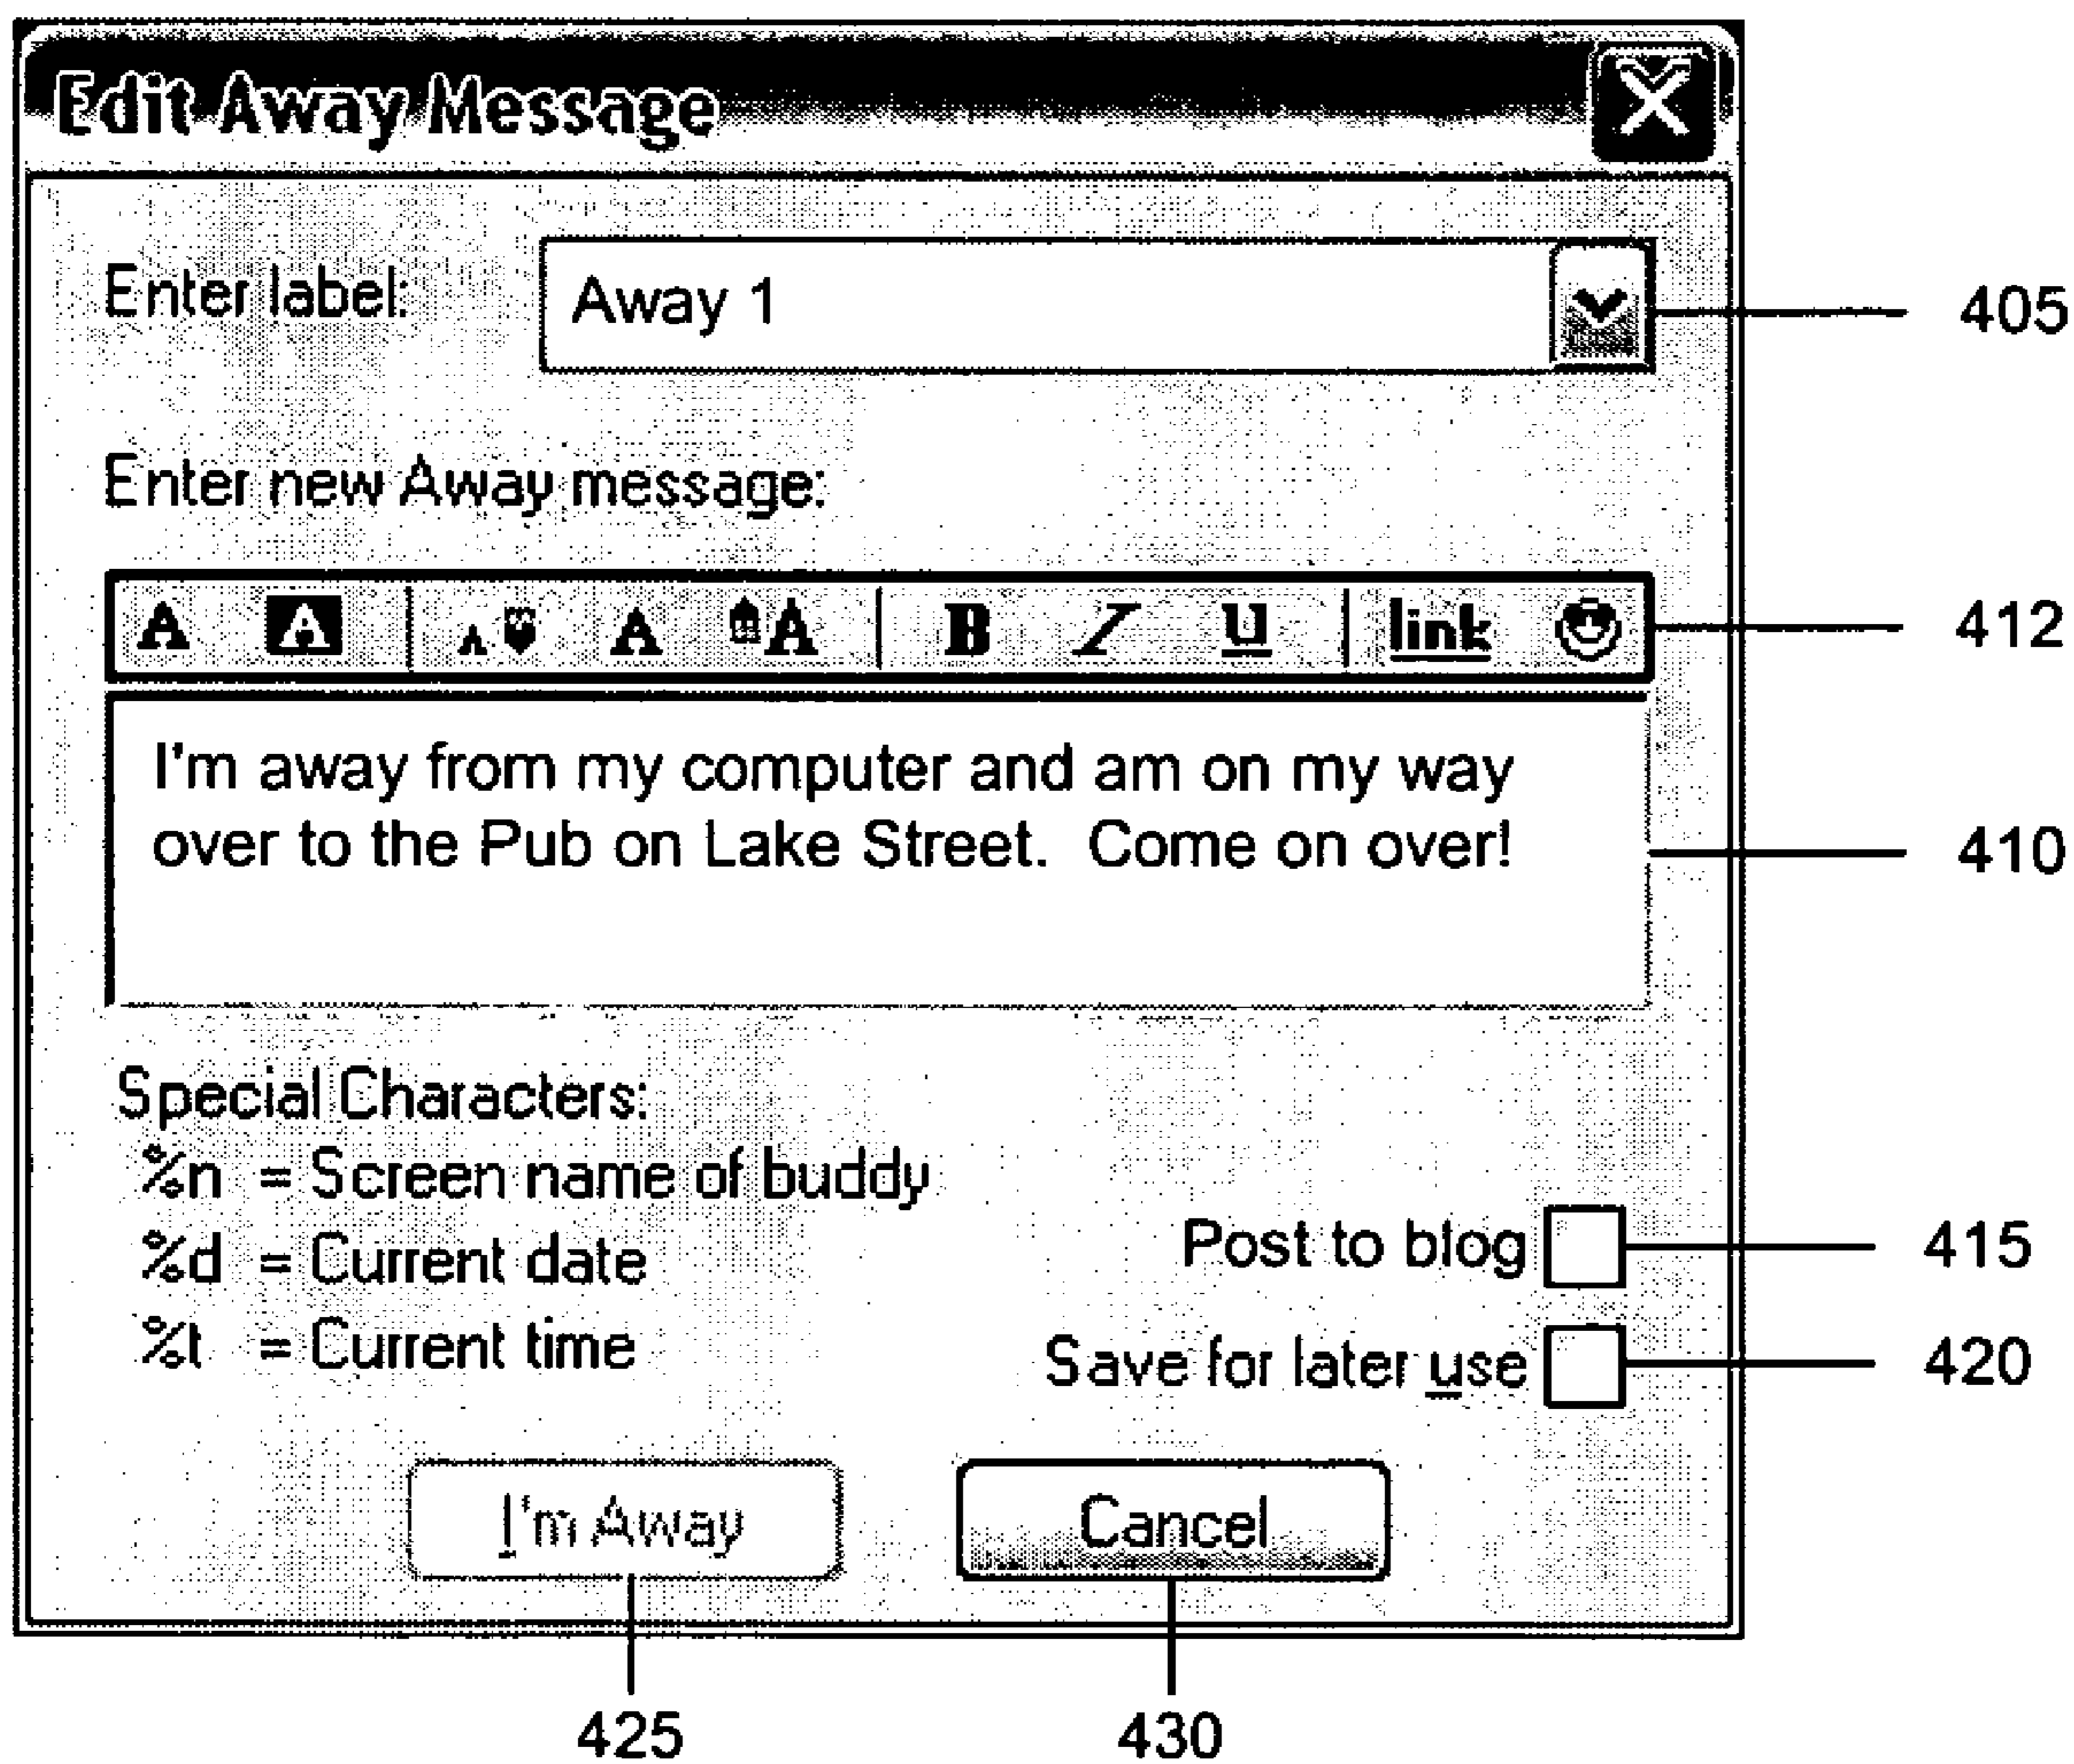 Edit Away Message X
Enter label: Away 1 405
Enter new Away message:
A A A A A B I U link 412
I'm away from my computer and am on my way
over to the Pub on Lake Street. Come on over! 410
Special Characters:
%n = Screen name of buddy
%d = Current date
%t = Current time
Post to blog 415
Save for later use 420
I'm Away Cancel
425 430